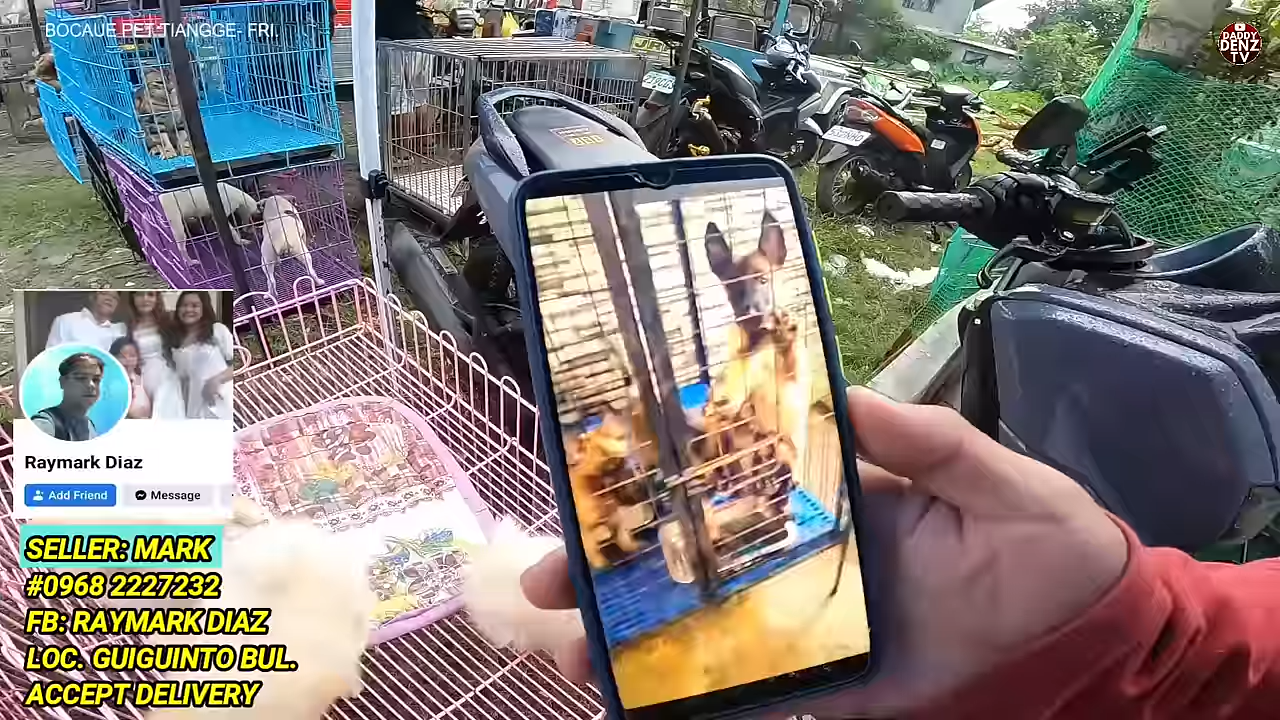 BOCAUE PET TIANGGE- FRI
DADDY
DENZ
TV
Raymark Diaz
Add Friend
Message
SELLER: MARK
#0968 2227232
FB: RAYMARK DIAZ
LOC. GUIGUINTO BUL.
ACCEPT DELIVERY